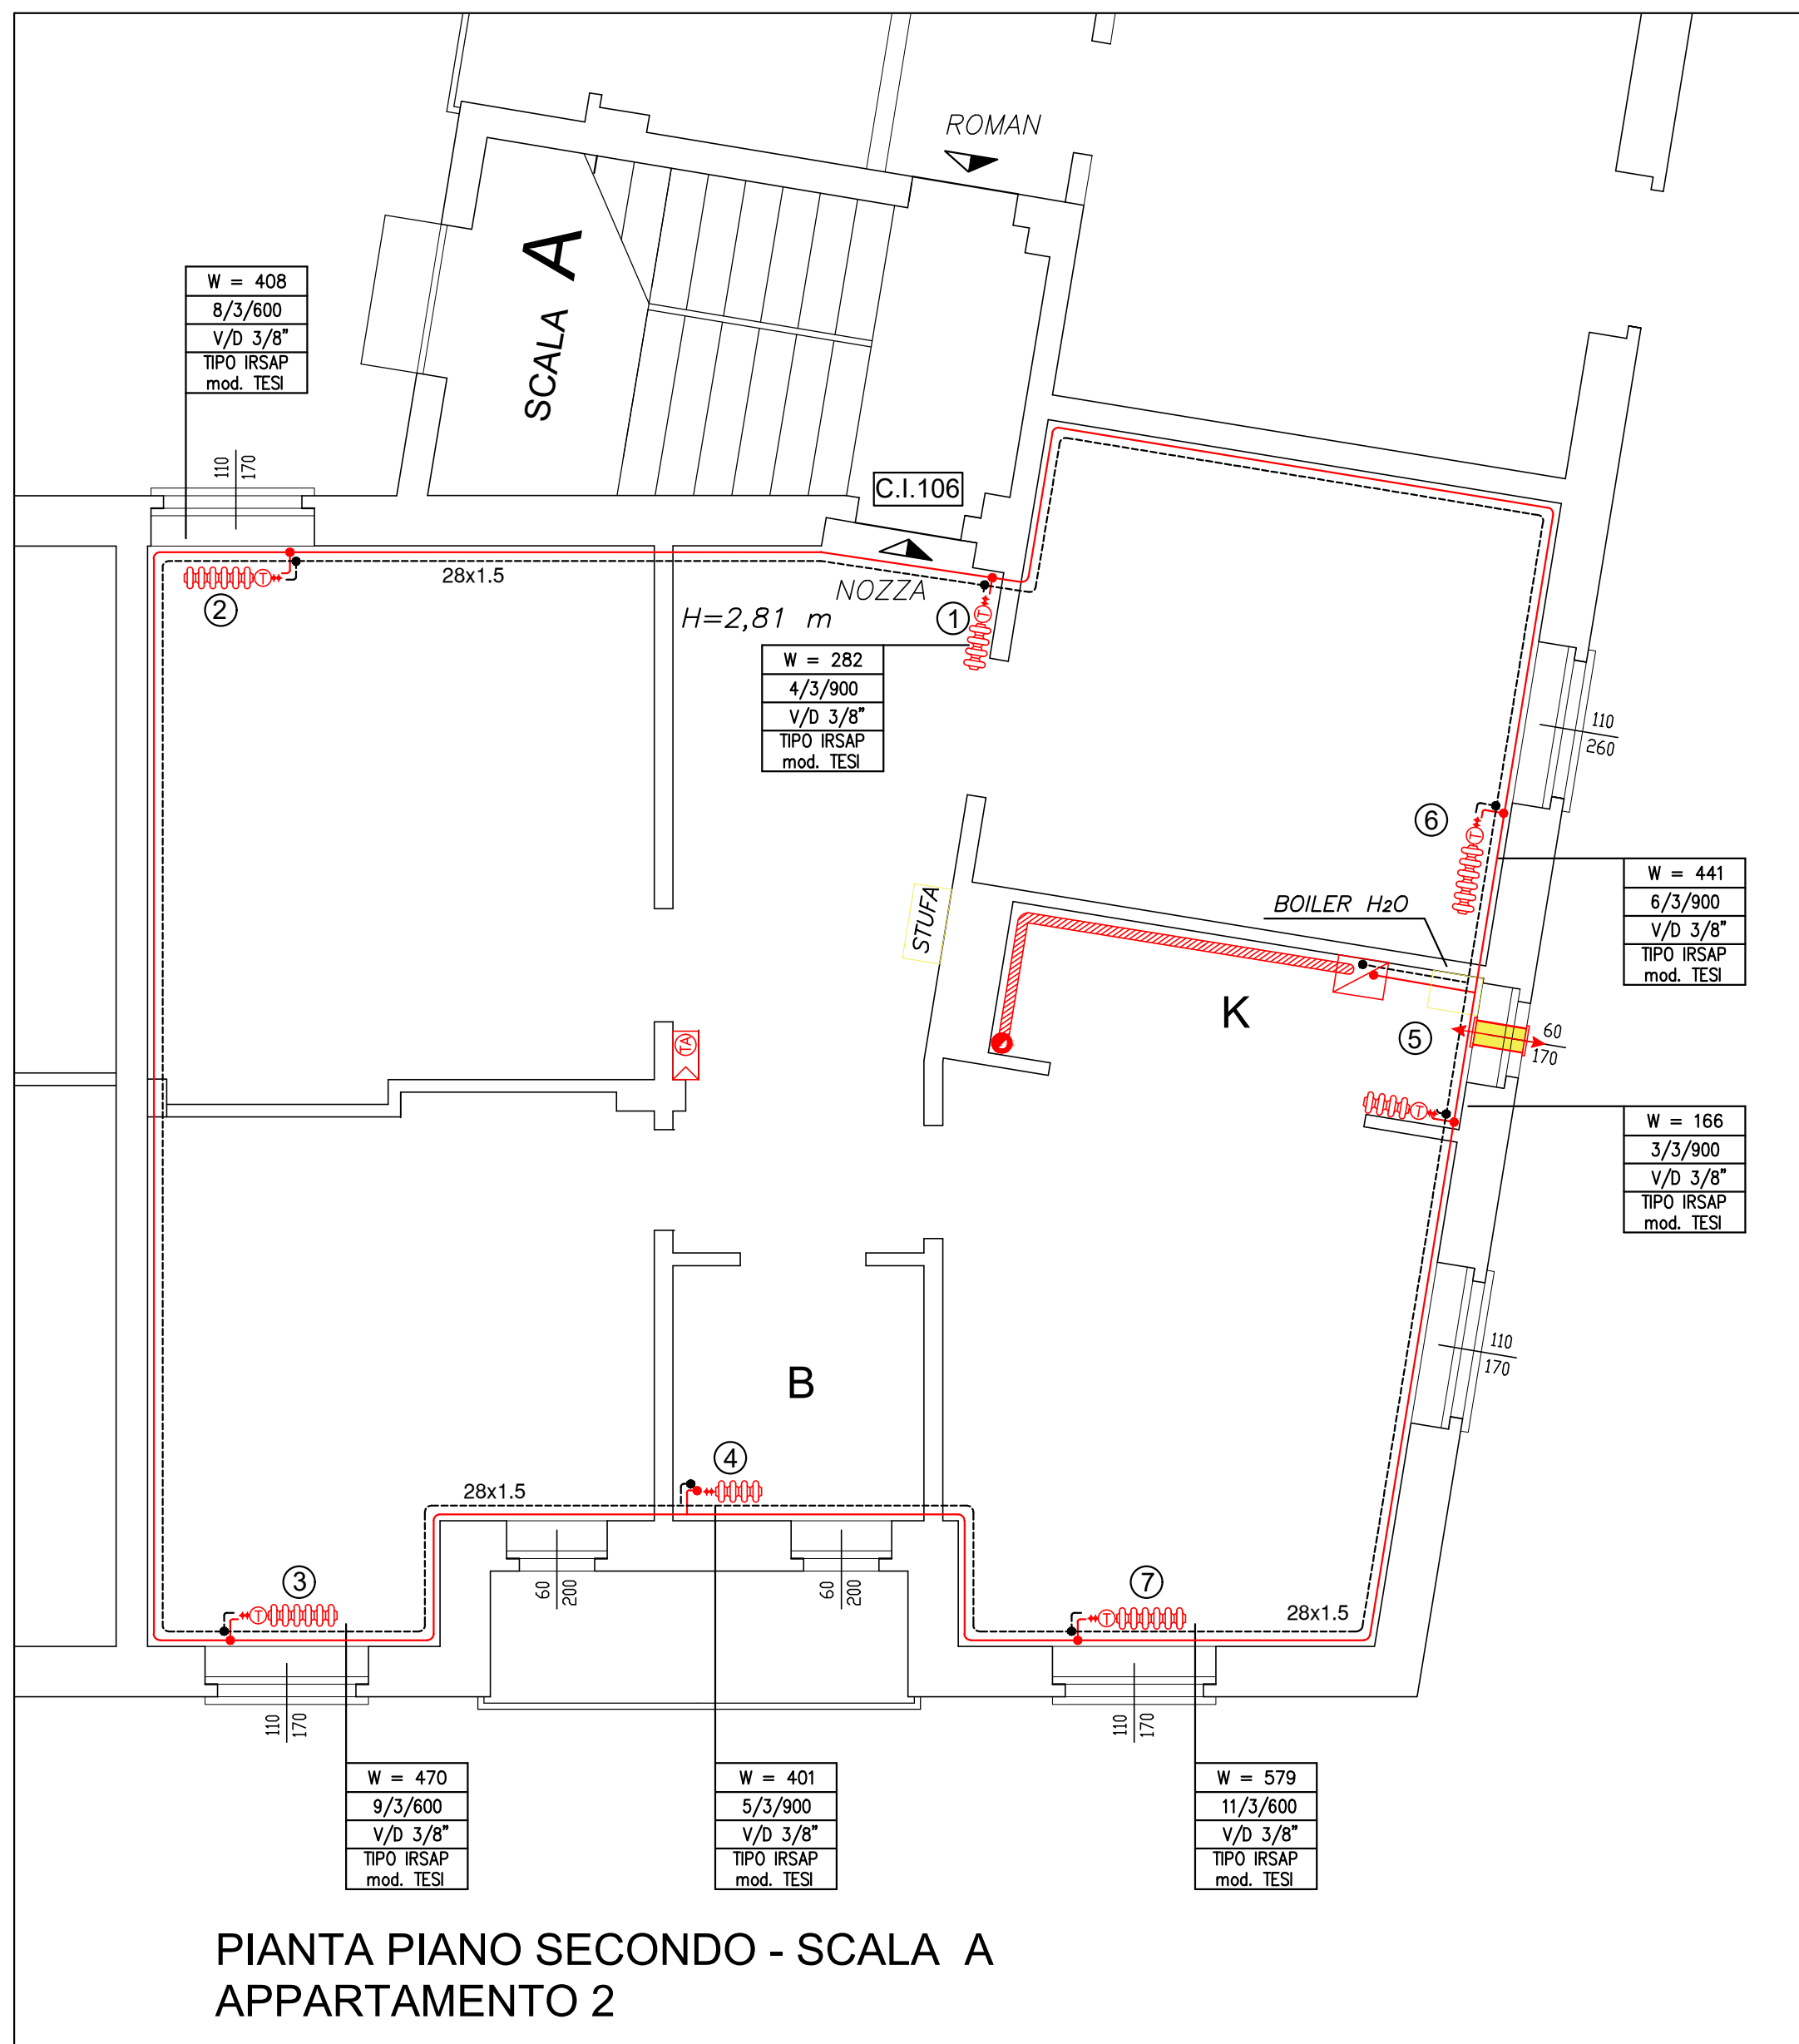 ROMAN
SCALA A
W = 408
8/3/600
V/D 3/8"
TIPO IRSAP
mod. TESI
110
170
C.I.106
28x1.5
NOZZA
2
H=2,81 m
1
W = 282
4/3/900
V/D 3/8"
TIPO IRSAP
mod. TESI
110
260
6
W = 441
6/3/900
V/D 3/8"
TIPO IRSAP
mod. TESI
STUFA
BOILER H2O
K
5
60
170
TA
T
T
T
T
T
T
W = 166
3/3/900
V/D 3/8"
TIPO IRSAP
mod. TESI
110
170
B
4
28x1.5
3
60
200
60
200
7
28x1.5
110
170
110
170
W = 470
9/3/600
V/D 3/8"
TIPO IRSAP
mod. TESI
W = 401
5/3/900
V/D 3/8"
TIPO IRSAP
mod. TESI
W = 579
11/3/600
V/D 3/8"
TIPO IRSAP
mod. TESI
PIANTA PIANO SECONDO - SCALA A
APPARTAMENTO 2